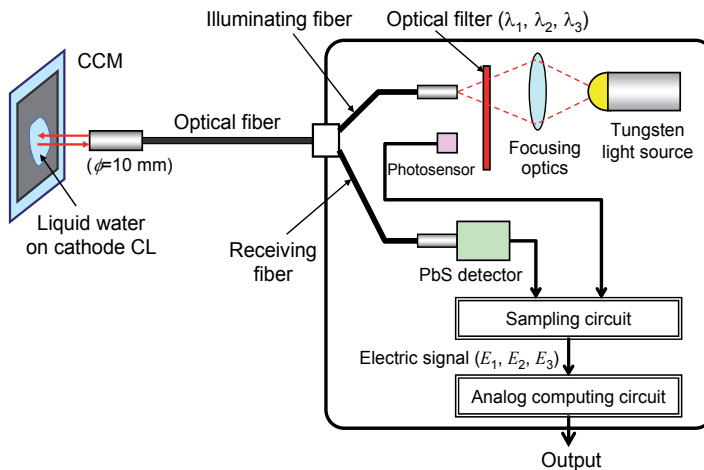 Illuminating fiber
Optical filter (λ1, λ2, λ3)
CCM
Optical fiber
(ϕ=10 mm)
Liquid water
on cathode CL
Photosensor
Focusing
optics
Tungsten
light source
Receiving
fiber
PbS detector
Sampling circuit
Electric signal (E1, E2, E3)
Analog computing circuit
Output